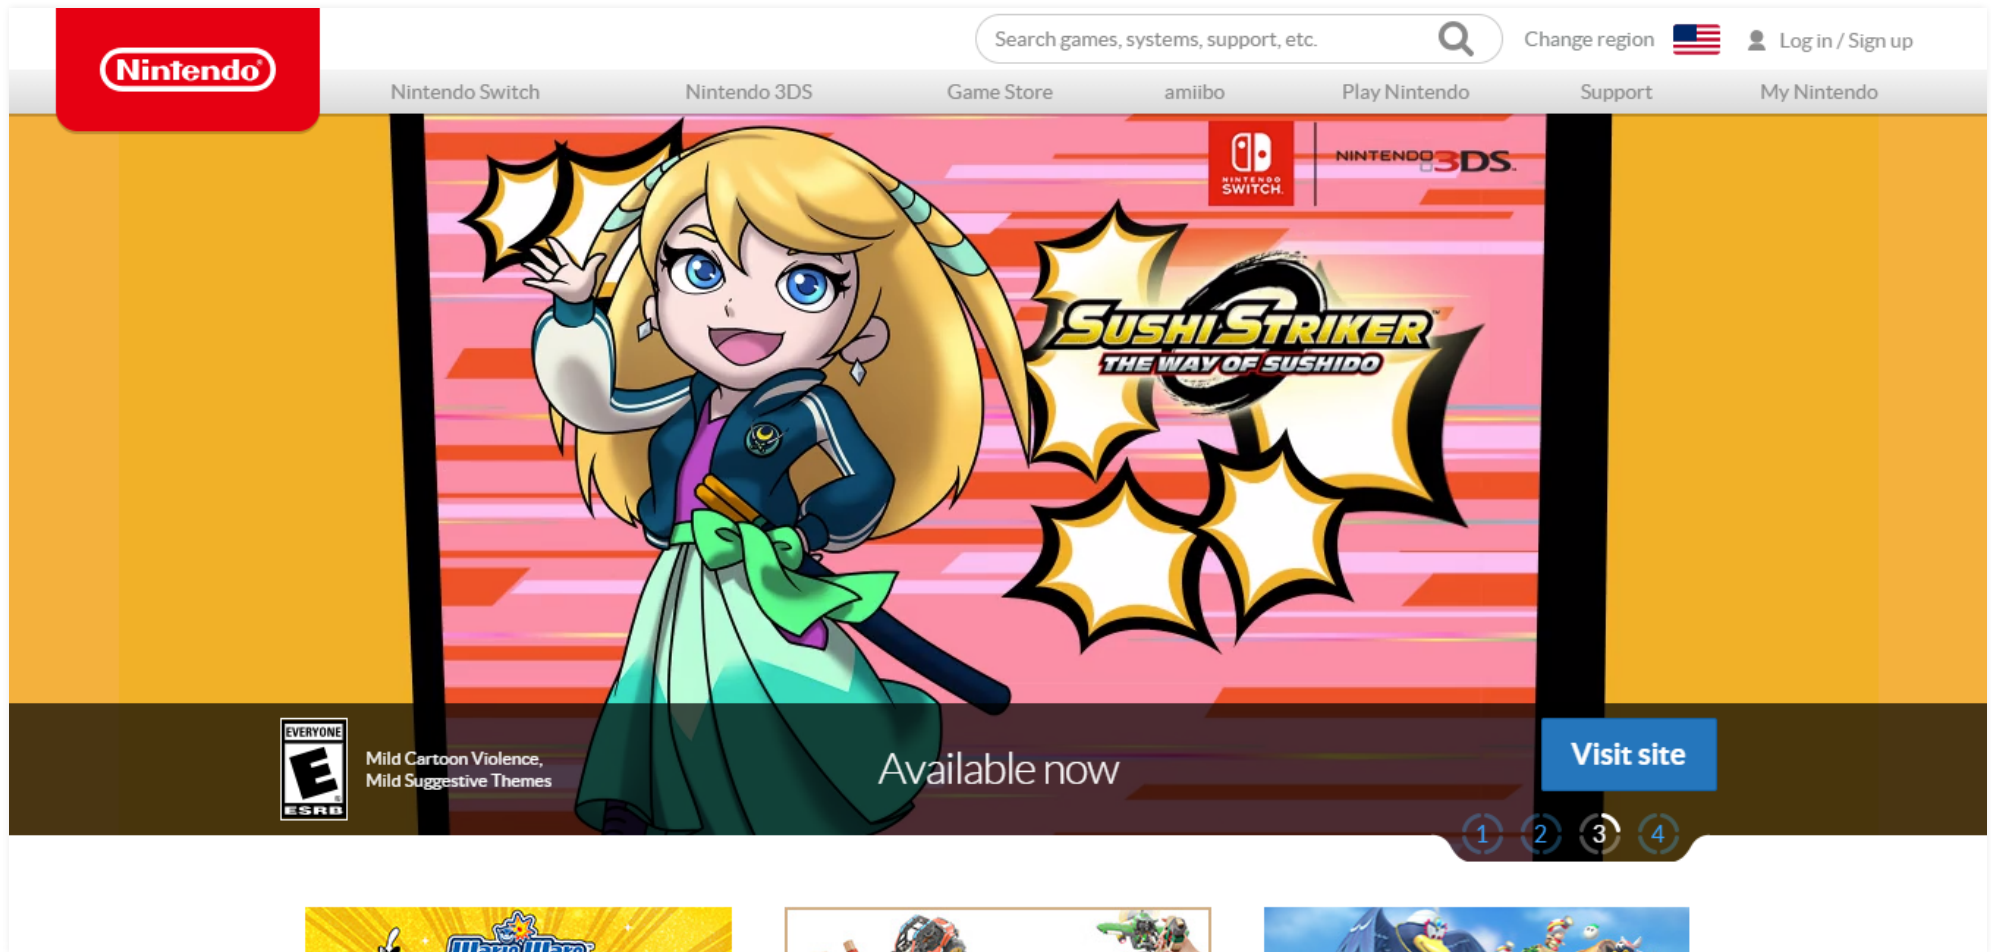 Nintendo
Search games, systems, support, etc.
Change region
Log in / Sign up
Nintendo Switch
Nintendo 3DS
Game Store
amiibo
Play Nintendo
Support
My Nintendo
NINTENDO
SWITCH
NINTENDO 3DS
SUSHI STRIKER
THE WAY OF SUSHIDO
EVERYONE
E
ESRB
Mild Cartoon Violence,
Mild Suggestive Themes
Available now
Visit site
1 2 3 4